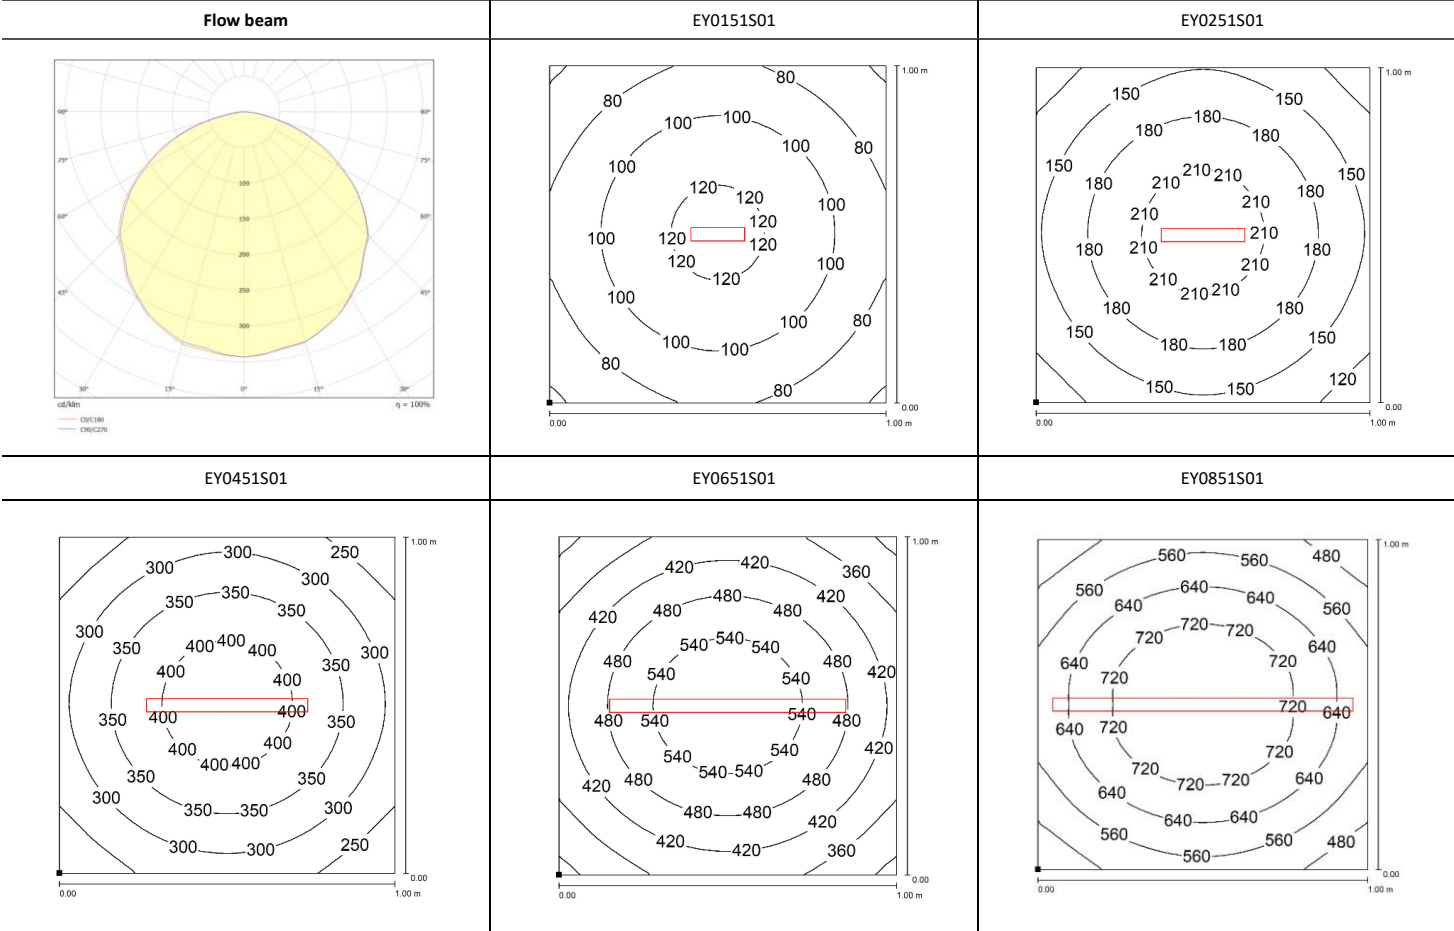 Flow beam
EY0151S01
EY0251S01
90° 90°
75° 75°
60° 60°
45° 45°
100
150
200
250
300
30° 15° 0° 15° 30°
cd/klm η = 100%
C0/C180
C90/C270
80 80 1.00 m
100 100 100 80
100 120 120 100
100 120 120 120
120 120 100
100 100
80 100 100 80
80 0.00
0.00 1.00 m
150 150 1.00 m
180 180 180
150 210 210 210 150
180 210 210 180
210 210 210
180 210 180
210 210 210
180 180
150 180 180 150
150 150 120
0.00
0.00 1.00 m
EY0451S01
EY0651S01
EY0851S01
300 250 1.00 m
300 300
350 350 350
300 400 400 400 300
350 400 400 350
350 400 400 350
400 400
400 400
350 350
300 350 350 300
300 300 250
0.00
0.00 1.00 m
420 420 360 1.00 m
420 480 480 480 420
480 540 540 540 480
540 540 420
480 540 540 480
540 540 420
540 540
420 480 480
480 480
420 420 420 360
0.00
0.00 1.00 m
560 560 480 1.00 m
560 640 640 560
640 720 720 720 640
640 720 720
720 640
640 720 720
720 720 720
640 640
640 640
560 560 560 480
0.00
0.00 1.00 m